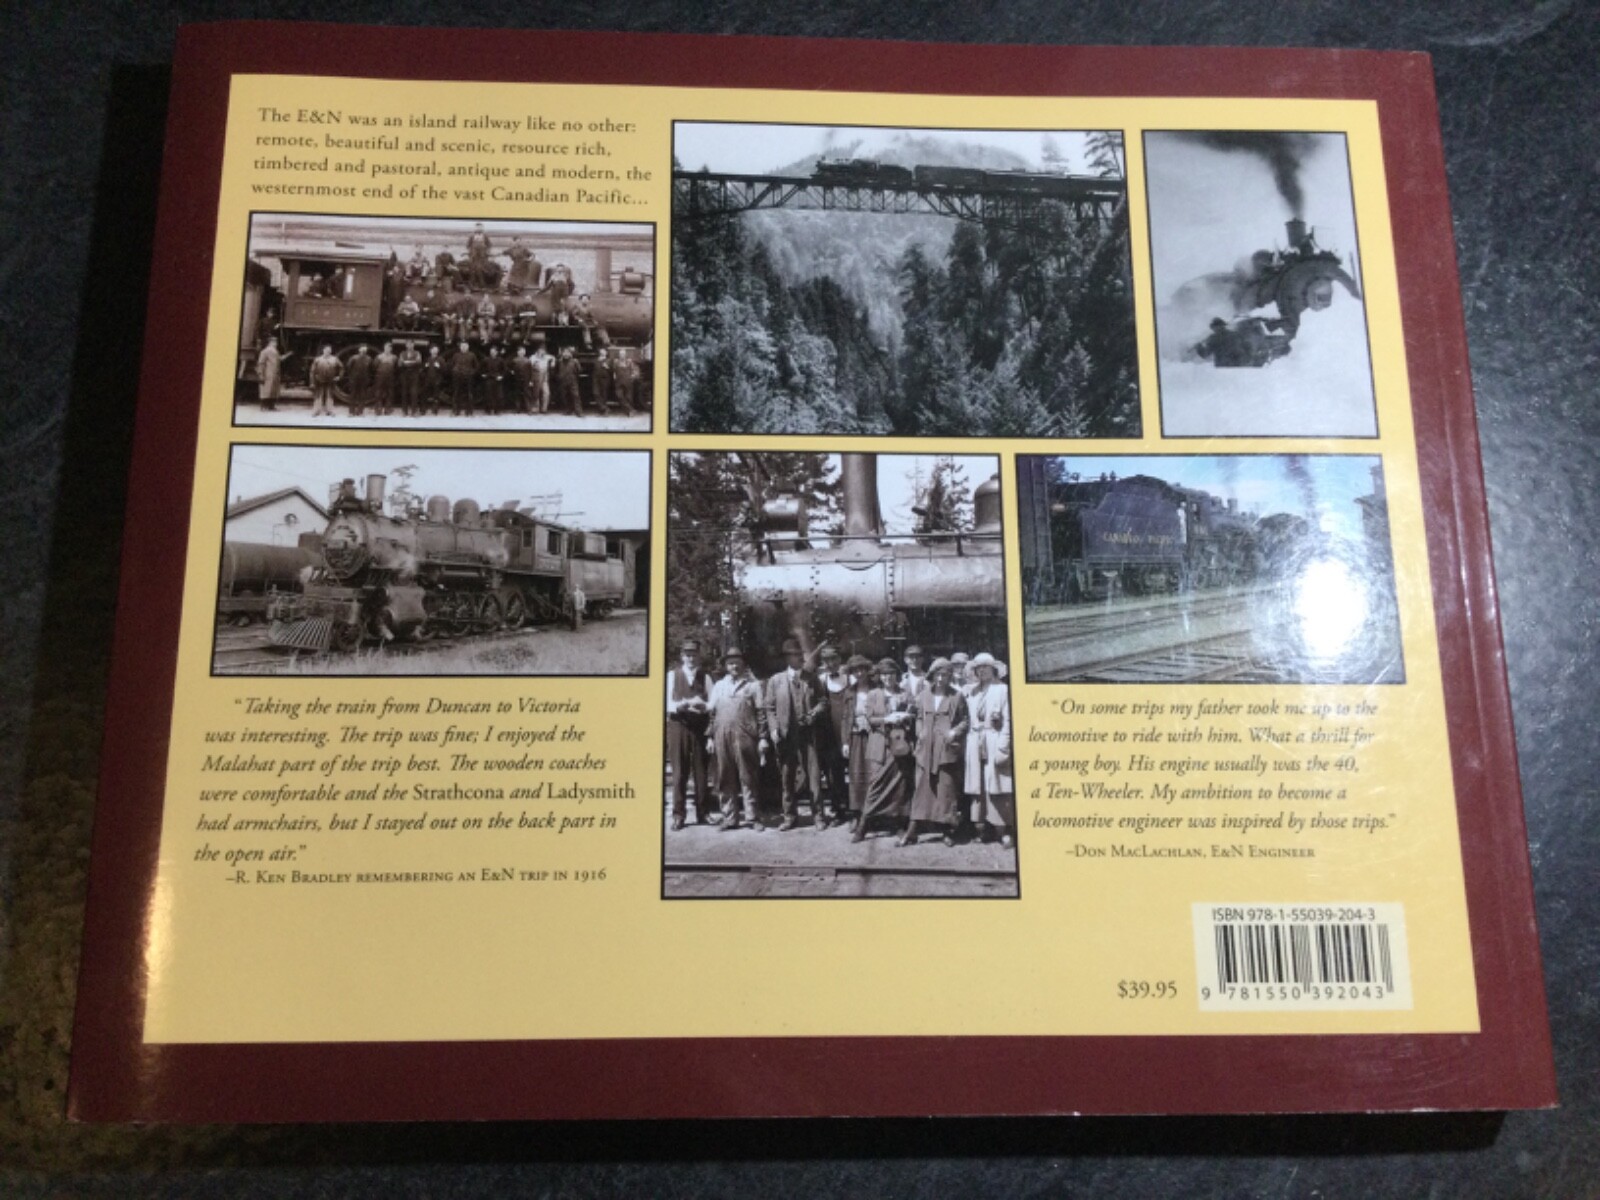 The E&N was an island railway like no other:
remote, beautiful and scenic, resource rich,
timbered and pastoral, antique and modern, the
westernmost end of the vast Canadian Pacific...
CANADIAN PACIFIC
"Taking the train from Duncan to Victoria
was interesting. The trip was fine; I enjoyed the
Malahat part of the trip best. The wooden coaches
were comfortable and the Strathcona and Ladysmith
had armchairs, but I stayed out on the back part in
the open air."
–R. Ken Bradley remembering an E&N trip in 1916
"On some trips my father took me up to the
locomotive to ride with him. What a thrill for
a young boy. His engine usually was the 40,
a Ten-Wheeler. My ambition to become a
locomotive engineer was inspired by those trips."
–Don MacLachlan, E&N Engineer
ISBN 978-1-55039-204-3
$39.95
9 781550 392043